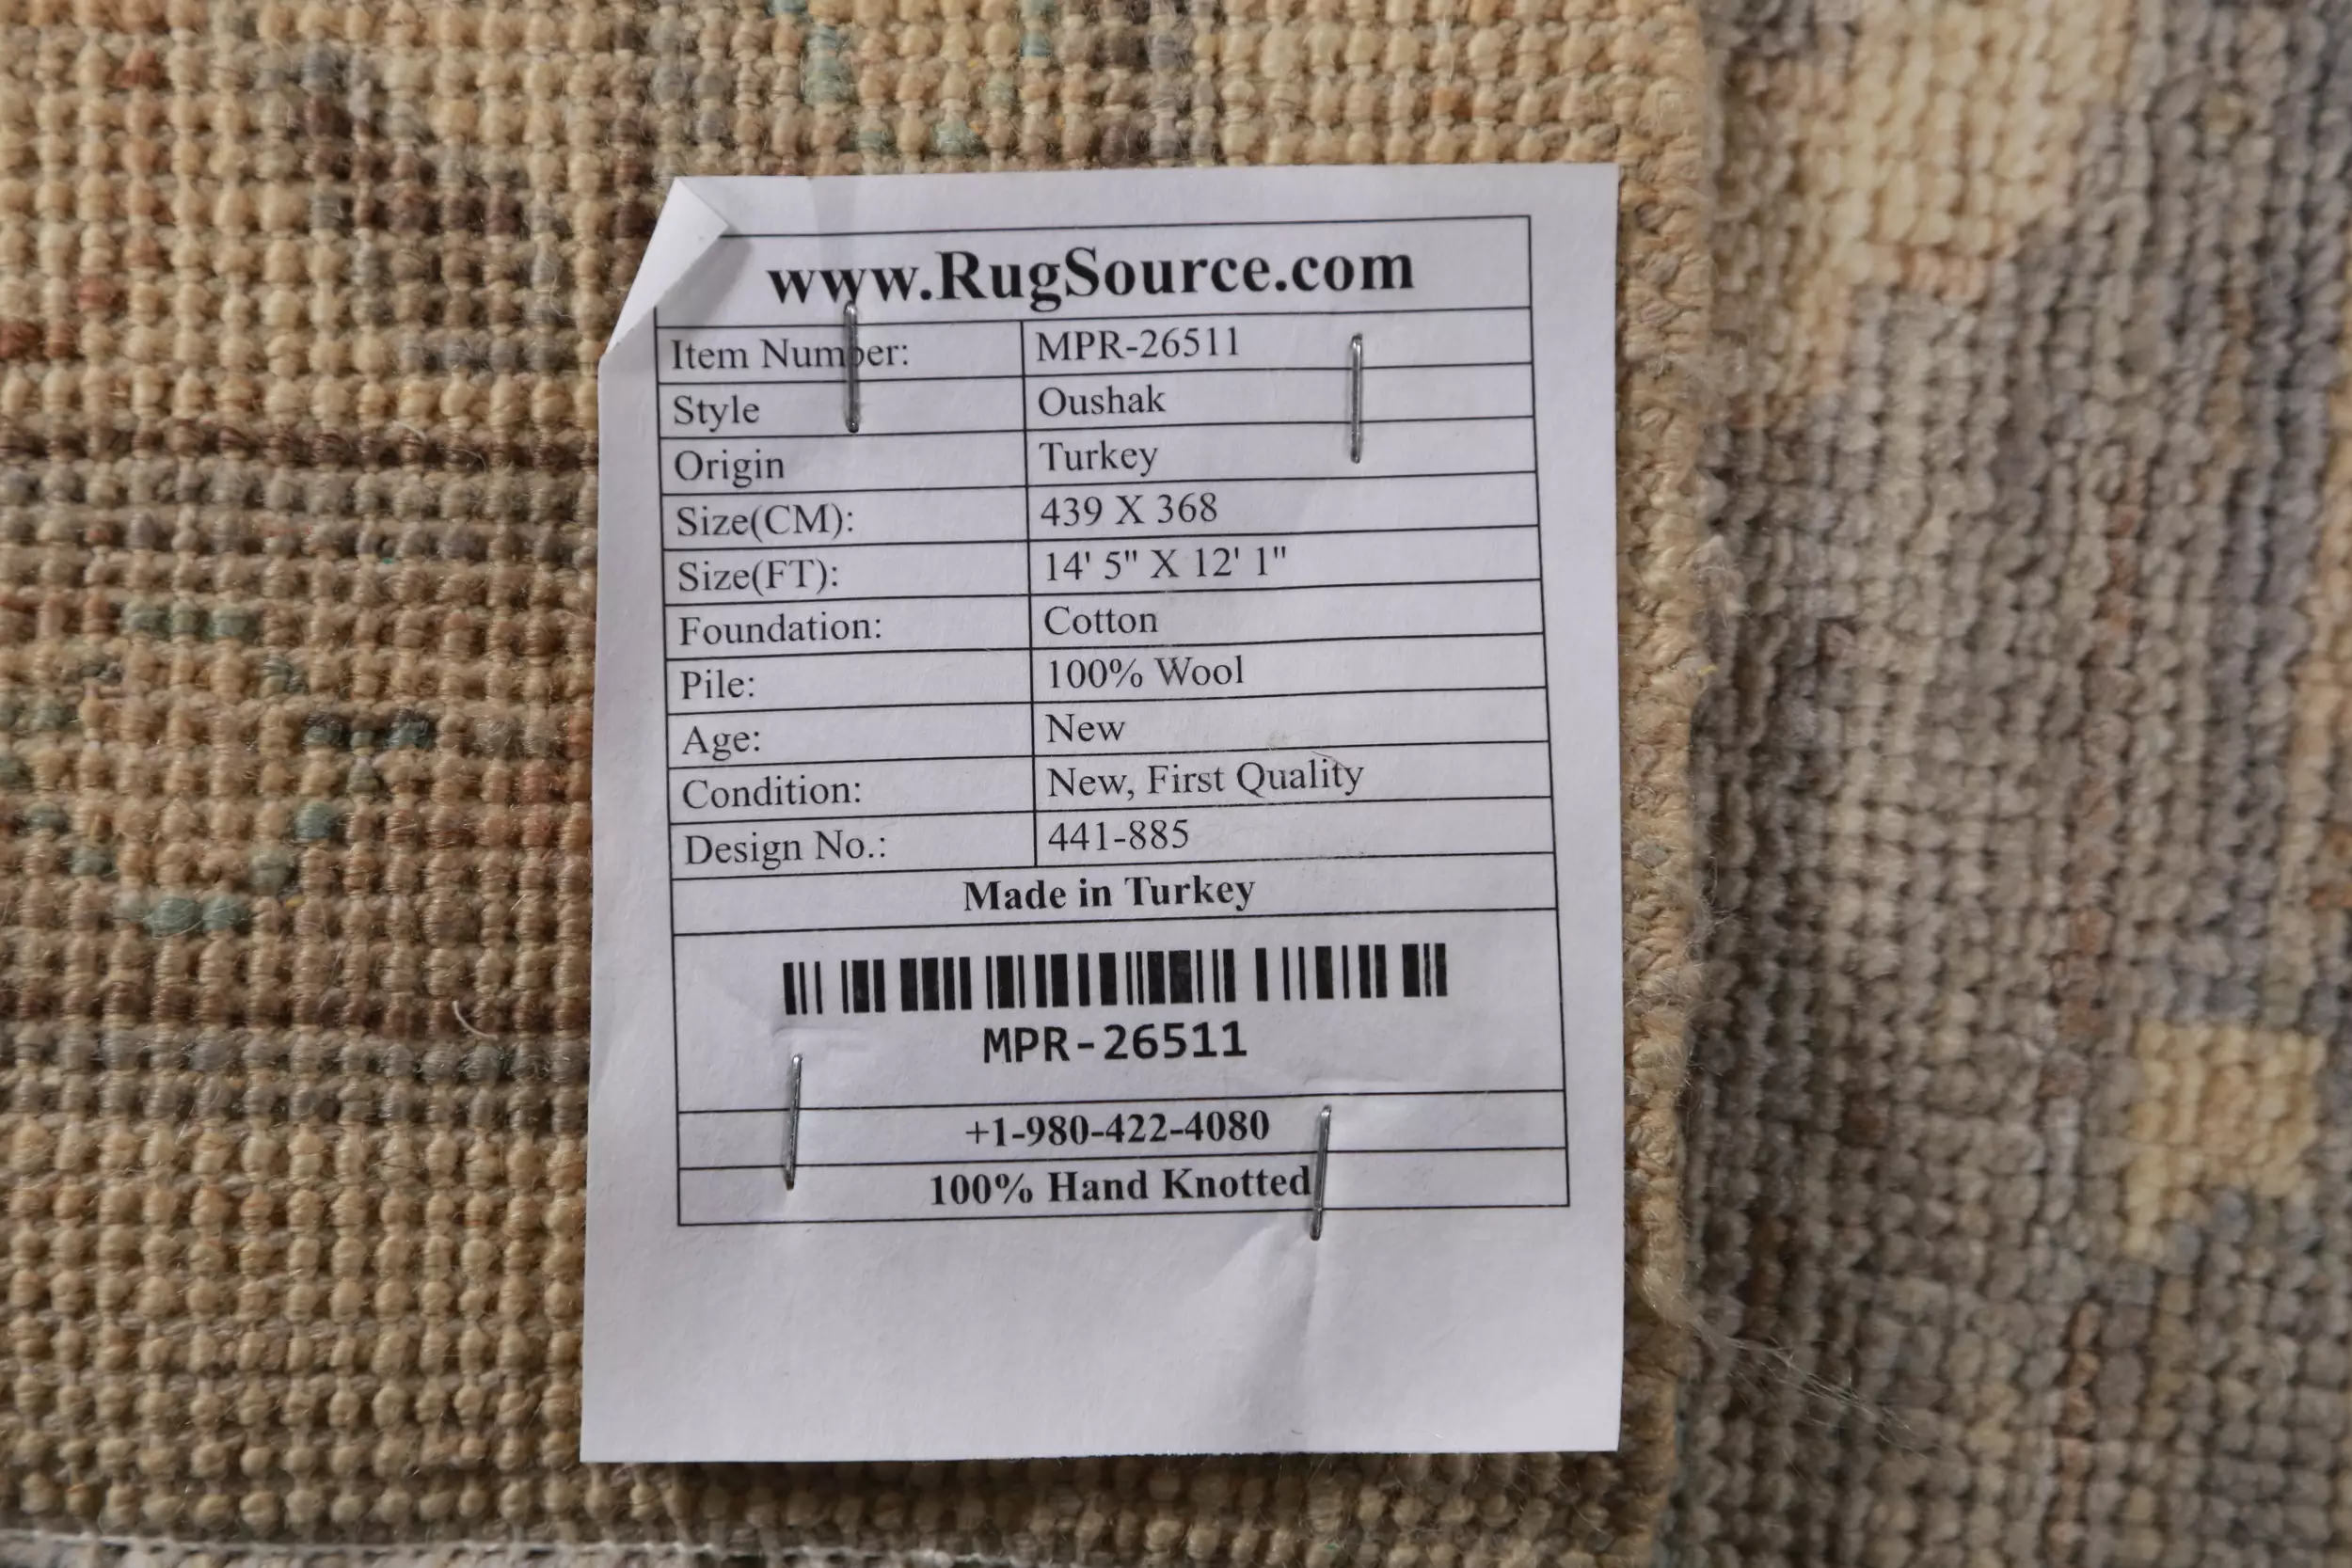 www.RugSource.com
Item Number: MPR-26511
Style Oushak
Origin Turkey
Size(CM): 439 X 368
Size(FT): 14' 5" X 12' 1"
Foundation: Cotton
Pile: 100% Wool
Age: New
Condition: New, First Quality
Design No.: 441-885
Made in Turkey
MPR-26511
+1-980-422-4080
100% Hand Knotted